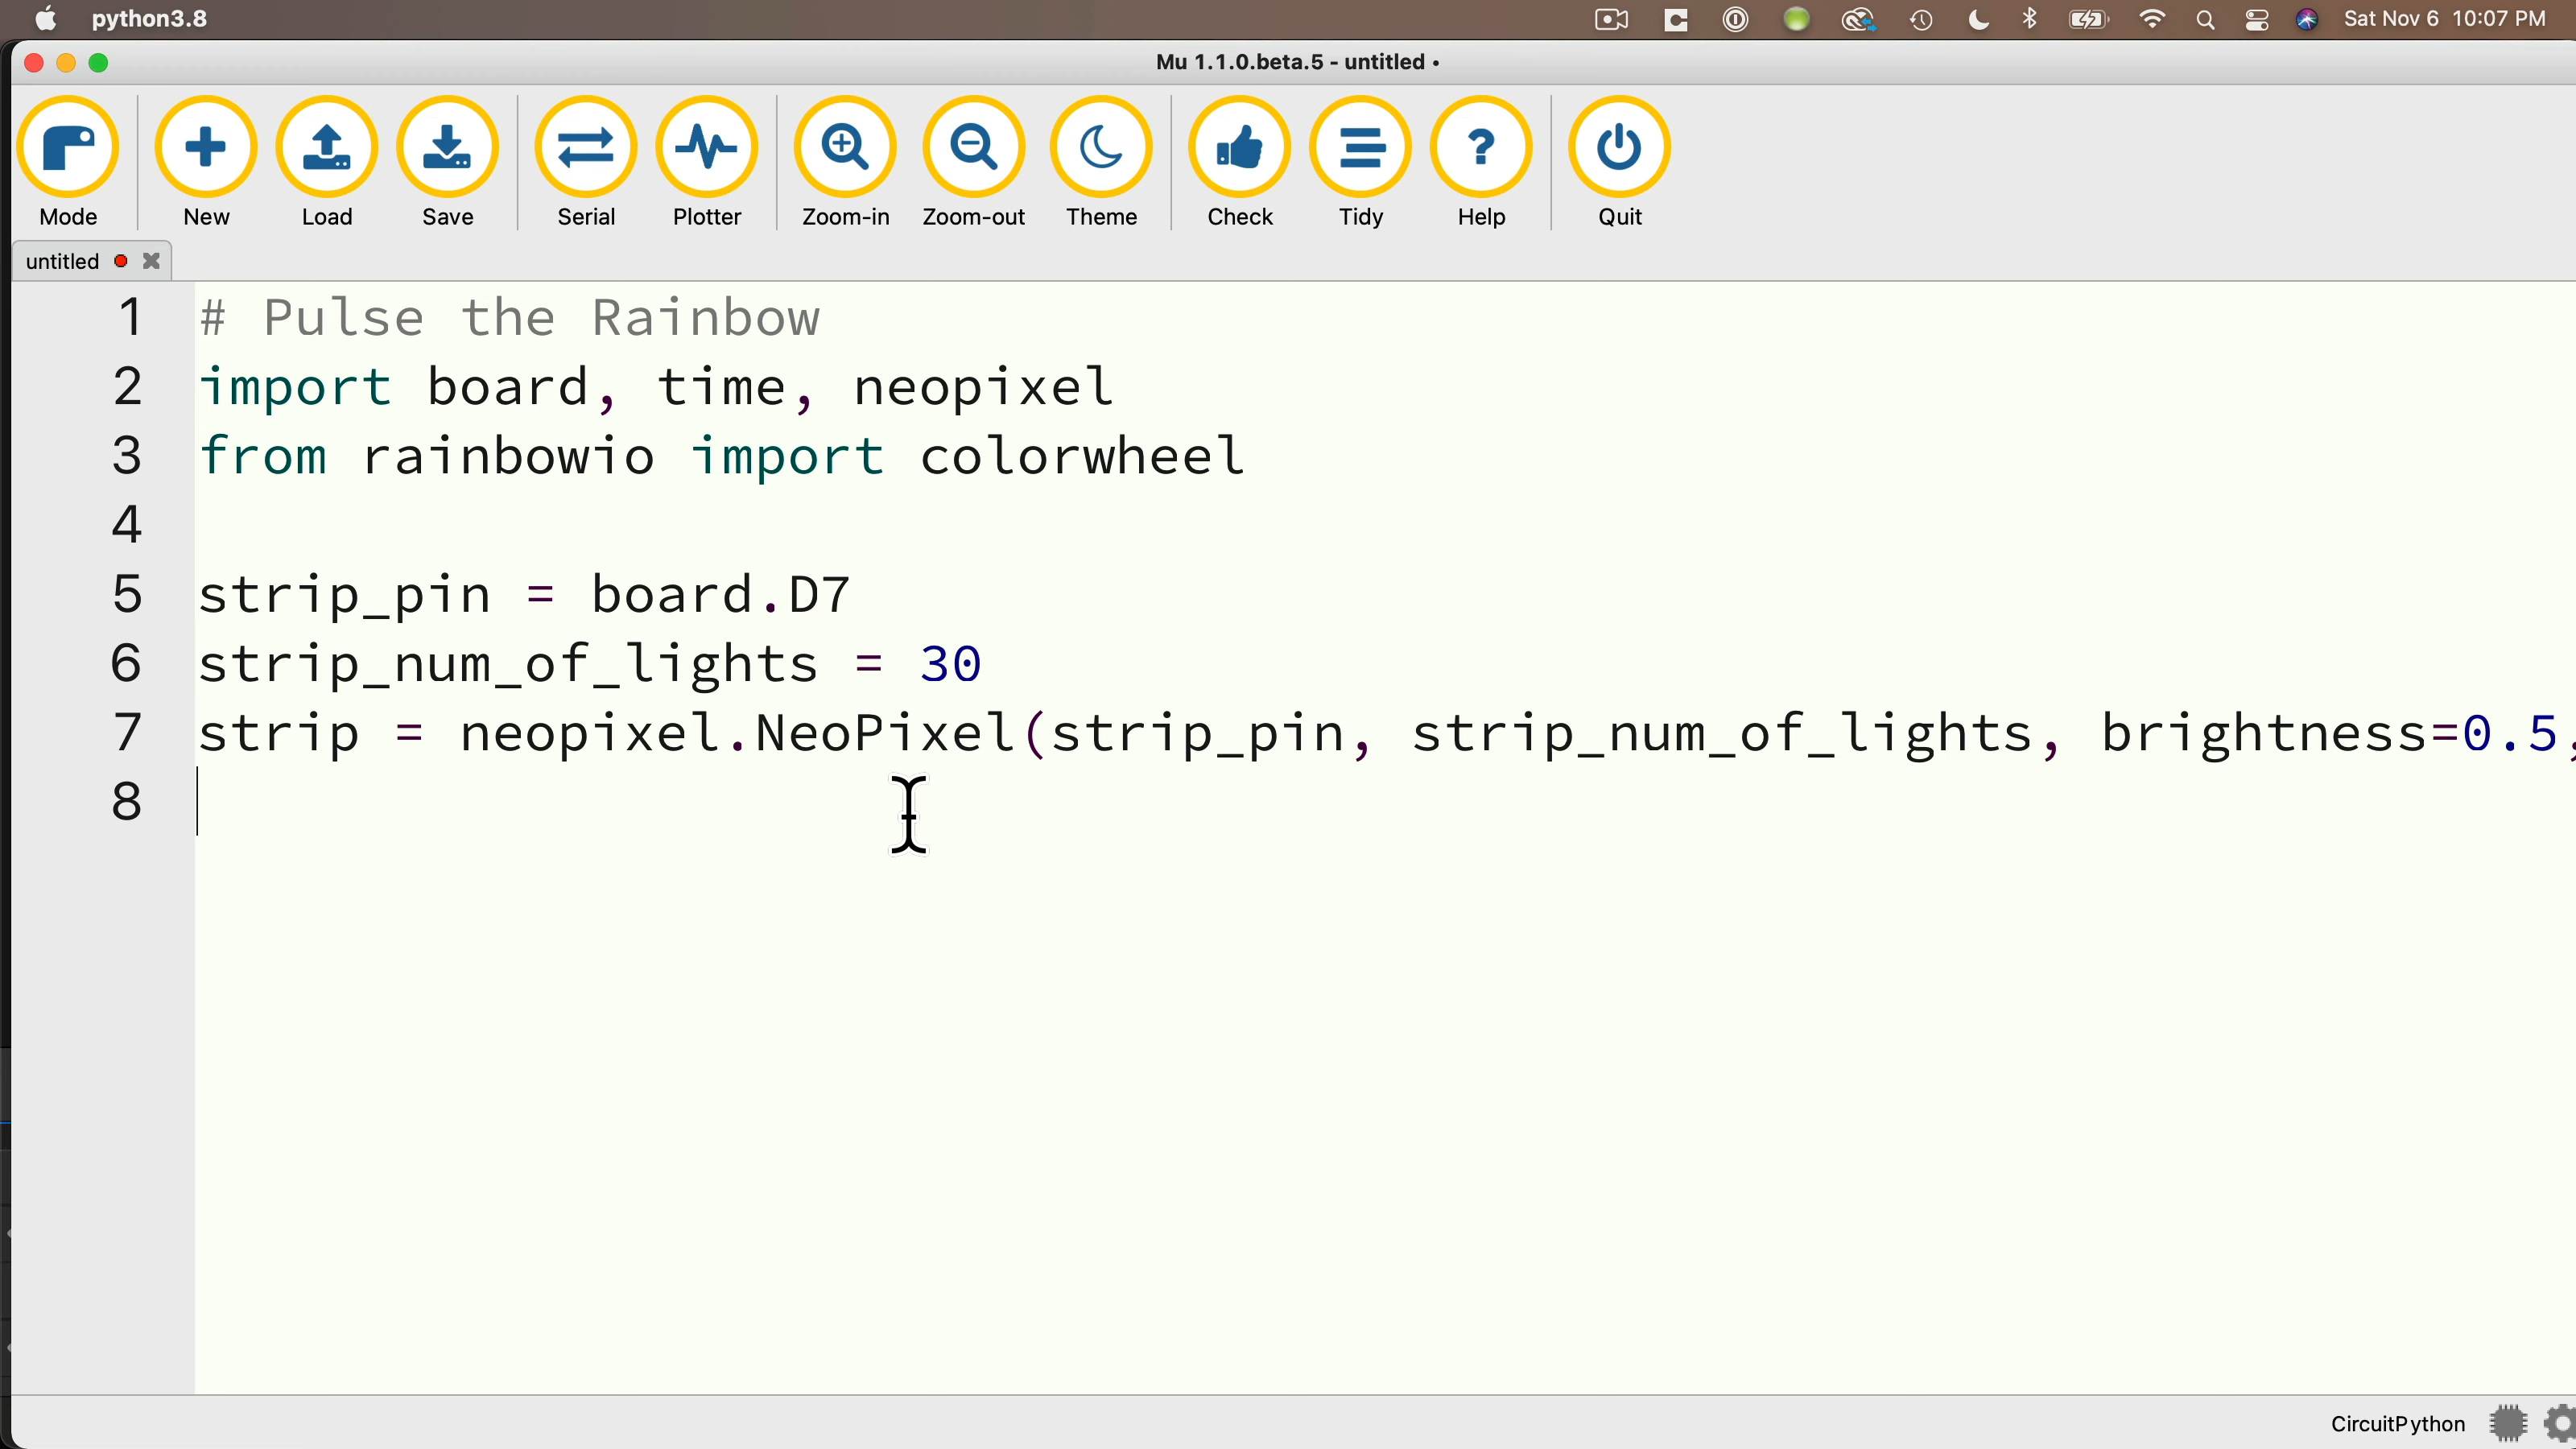 python3.8 Sat Nov 6 10:07 PM
Mu 1.1.0.beta.5 - untitled •
Mode New Load Save Serial Plotter Zoom-in Zoom-out Theme Check Tidy Help Quit
untitled
1 # Pulse the Rainbow
2 import board, time, neopixel
3 from rainbowio import colorwheel
4
5 strip_pin = board.D7
6 strip_num_of_lights = 30
7 strip = neopixel.NeoPixel(strip_pin, strip_num_of_lights, brightness=0.5,
8
CircuitPython